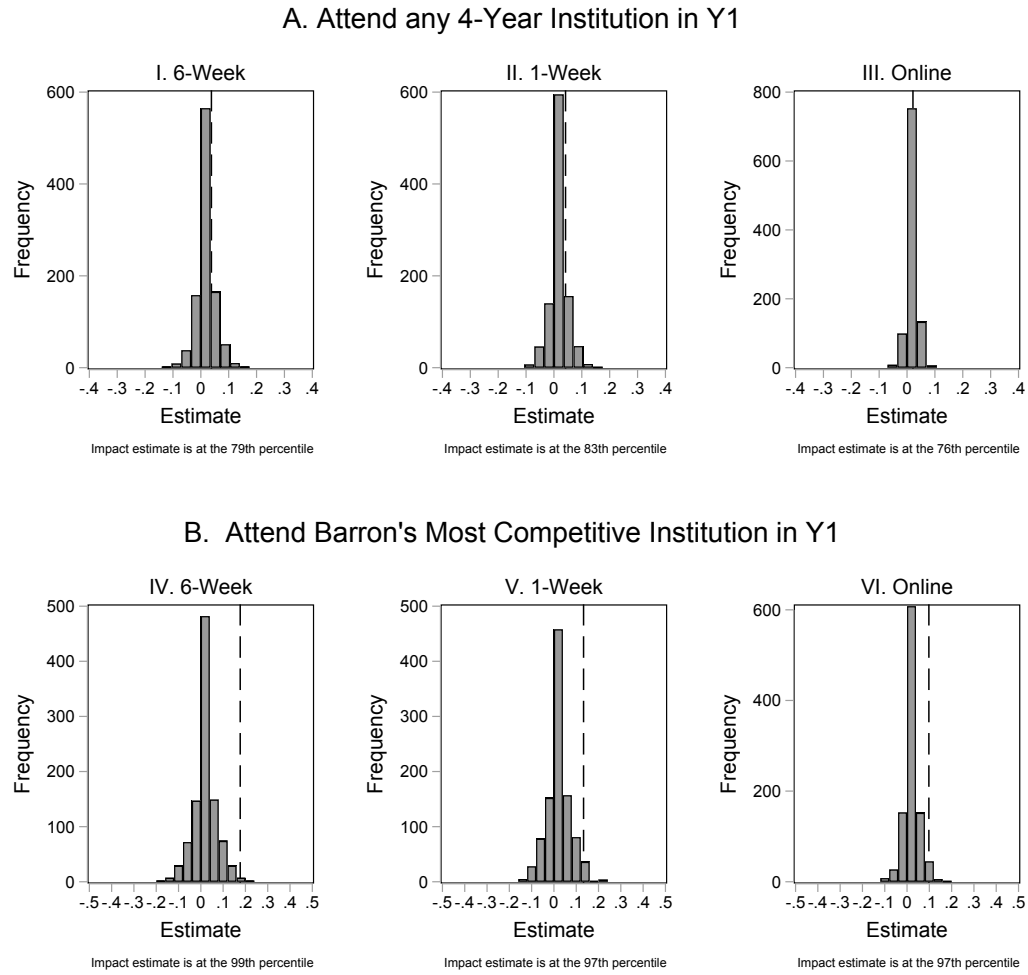 A. Attend any 4-Year Institution in Y1
I. 6-Week
II. 1-Week
III. Online
Frequency
600
400
200
0
-.4 -.3 -.2 -.1 0 .1 .2 .3 .4
Estimate
Impact estimate is at the 79th percentile
Frequency
600
400
200
0
-.4 -.3 -.2 -.1 0 .1 .2 .3 .4
Estimate
Impact estimate is at the 83th percentile
Frequency
800
600
400
200
0
-.4 -.3 -.2 -.1 0 .1 .2 .3 .4
Estimate
Impact estimate is at the 76th percentile
B. Attend Barron's Most Competitive Institution in Y1
IV. 6-Week
V. 1-Week
VI. Online
Frequency
500
400
300
200
100
0
-.5 -.4 -.3 -.2 -.1 0 .1 .2 .3 .4 .5
Estimate
Impact estimate is at the 99th percentile
Frequency
500
400
300
200
100
0
-.5 -.4 -.3 -.2 -.1 0 .1 .2 .3 .4 .5
Estimate
Impact estimate is at the 97th percentile
Frequency
600
400
200
0
-.5 -.4 -.3 -.2 -.1 0 .1 .2 .3 .4 .5
Estimate
Impact estimate is at the 97th percentile